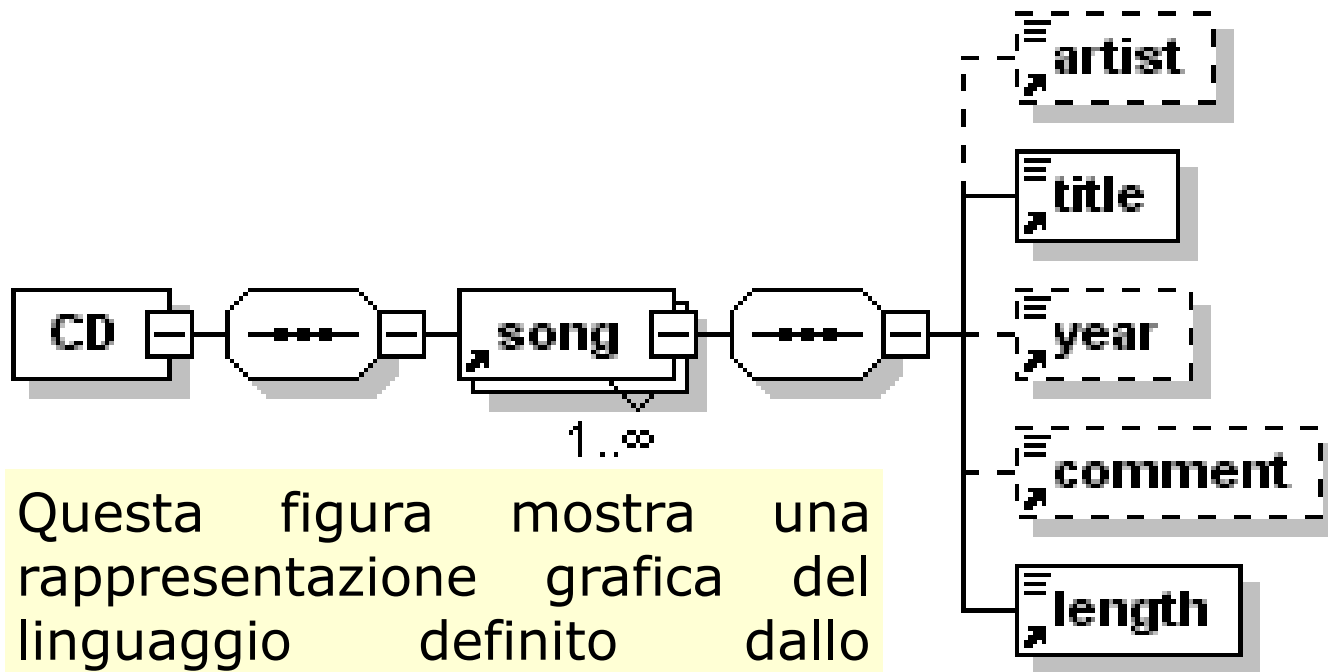 artist
title
CD
song
year
1..∞
comment
length
Questa figura mostra una
rappresentazione grafica del
linguaggio definito dallo